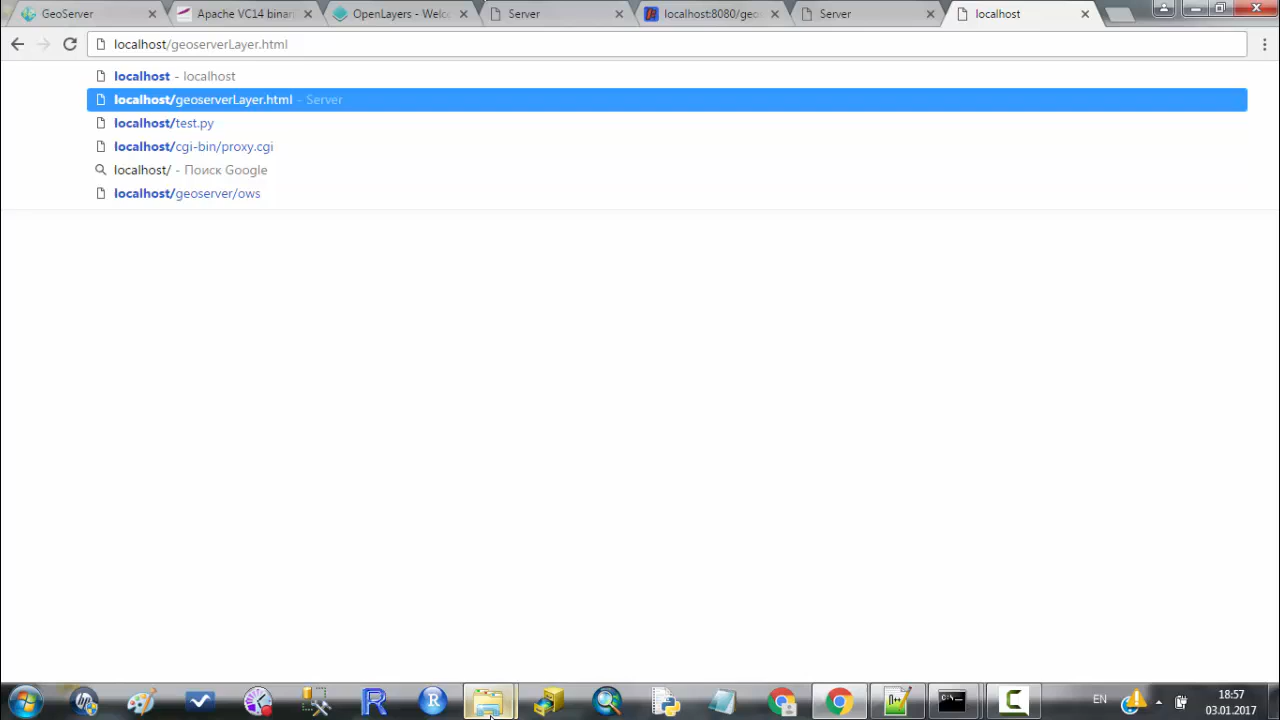 GeoServer
Apache VC14 binari
OpenLayers - Welco
Server
localhost:8080/geo
Server
localhost
localhost/geoserverLayer.html
localhost - localhost
localhost/geoserverLayer.html - Server
localhost/test.py
localhost/cgi-bin/proxy.cgi
localhost/ - Поиск Google
localhost/geoserver/ows
EN
18:57
03.01.2017